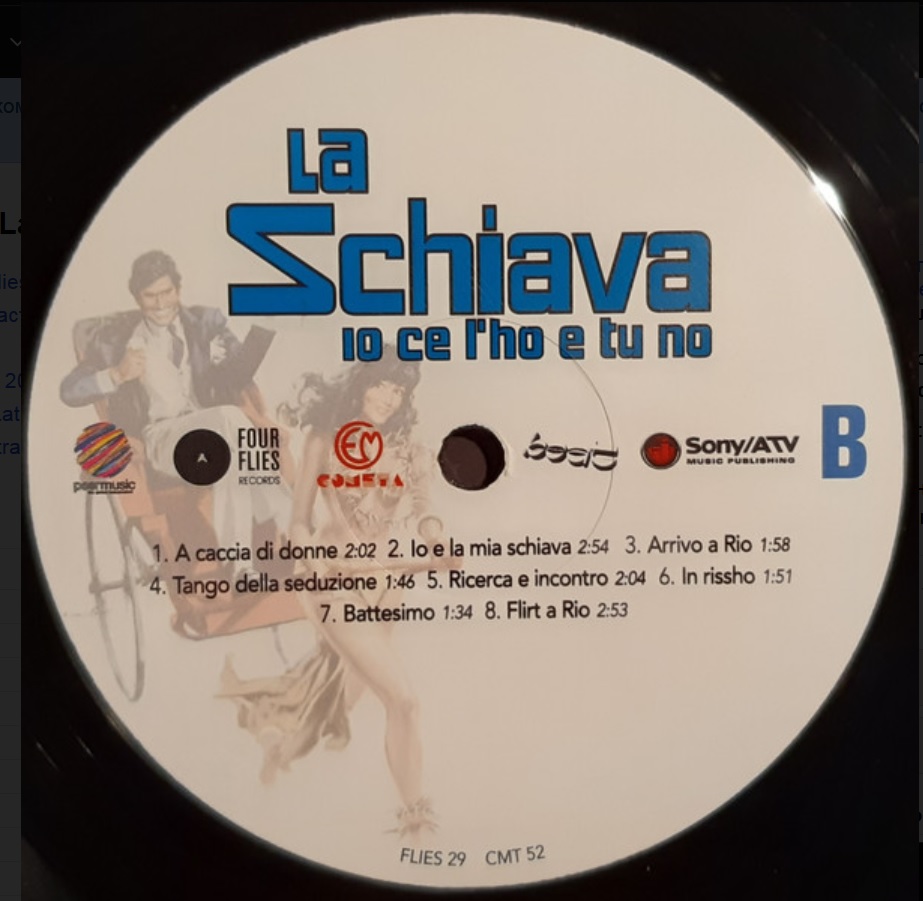 La
Schiava
io ce l'ho e tu no
B
peermusic
A
FOUR
FLIES
RECORDS
CEM
COMETA
beat
Sony/ATV
MUSIC PUBLISHING
1. A caccia di donne 2:02 2. Io e la mia schiava 2:54 3. Arrivo a Rio 1:58
4. Tango della seduzione 1:46 5. Ricerca e incontro 2:04 6. In rissho 1:51
7. Battesimo 1:34 8. Flirt a Rio 2:53
FLIES 29 CMT 52